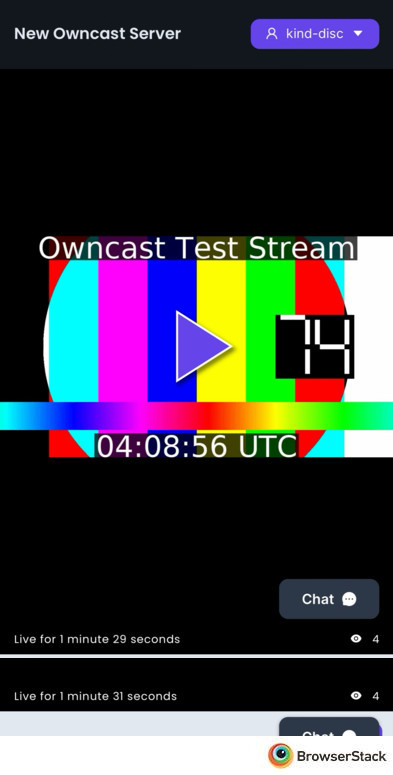 New Owncast Server
kind-disc
Owncast Test Stream
74
04:08:56 UTC
Chat
Live for 1 minute 29 seconds
4
Live for 1 minute 31 seconds
4
Chat
BrowserStack